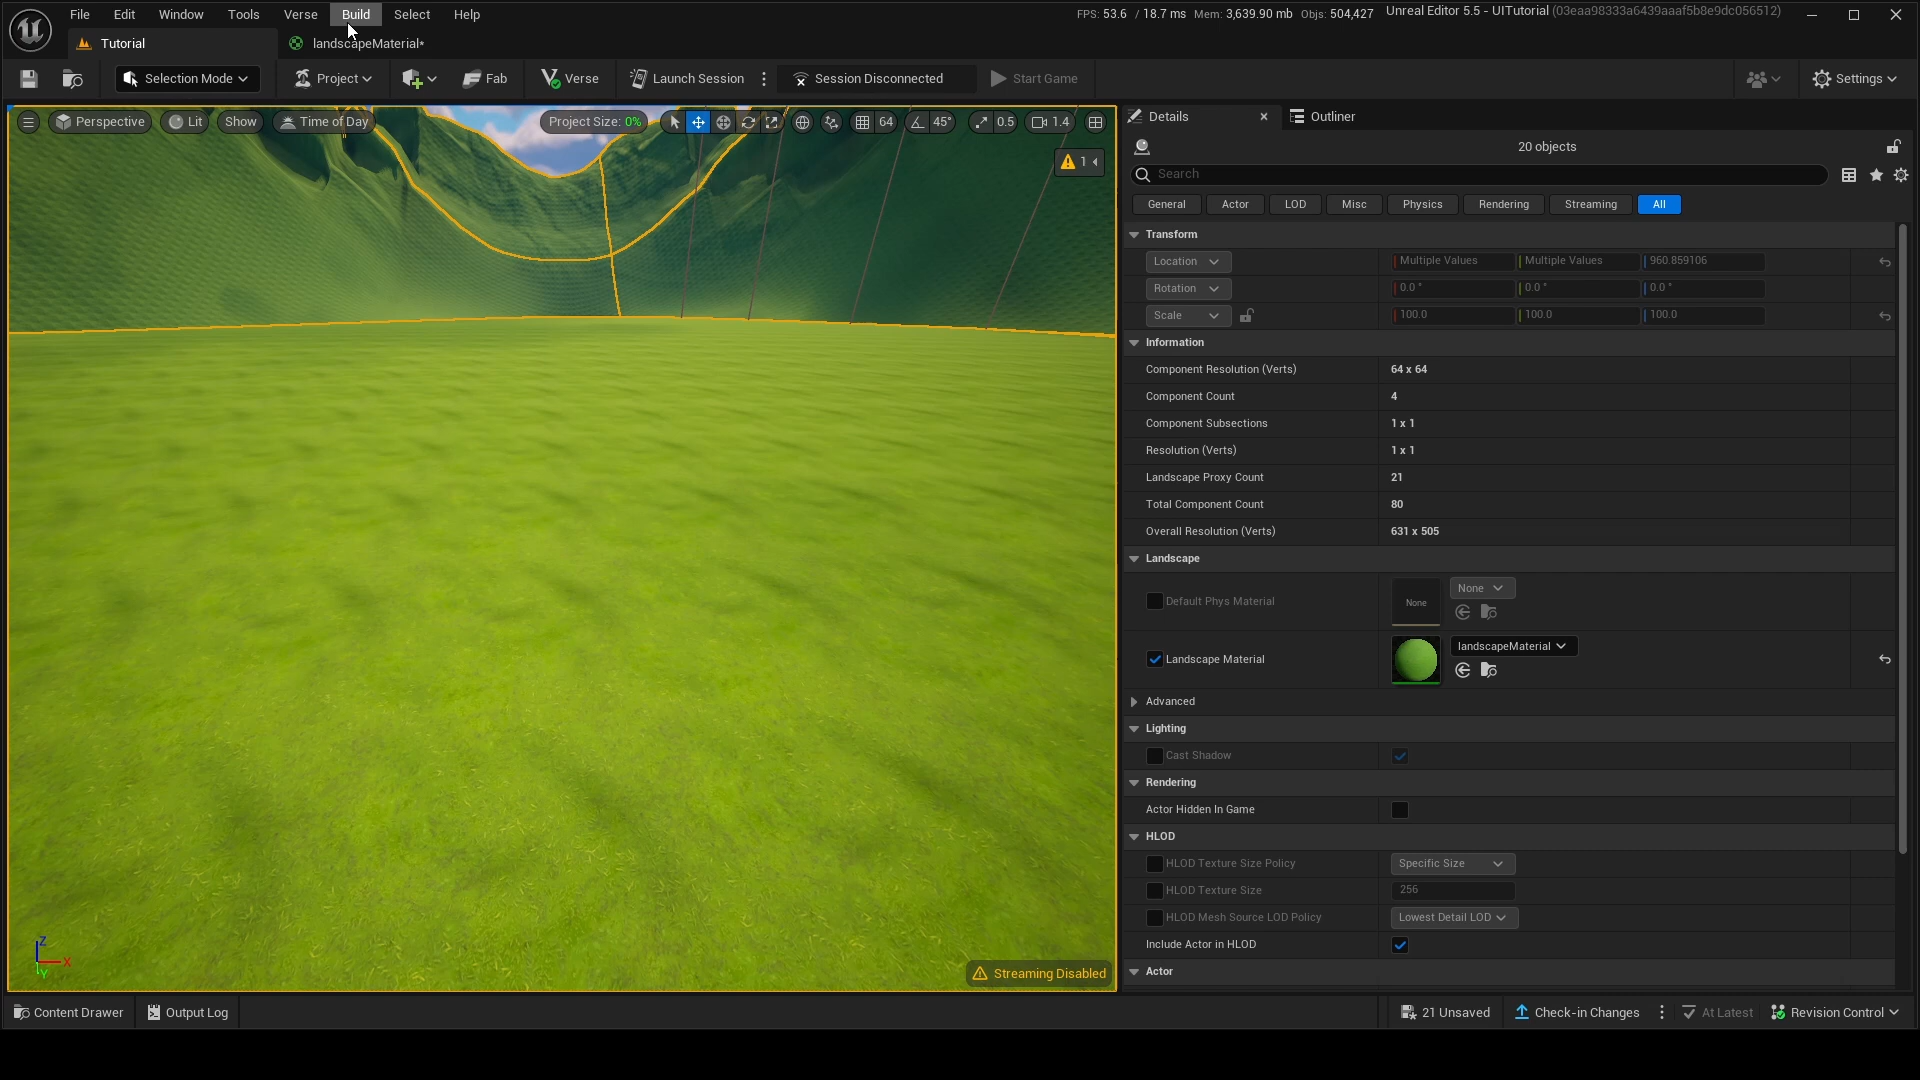 File Edit Window Tools Verse Build Select Help
FPS: 53.6 / 18.7 ms Mem: 3,639.90 mb Objs: 504,427 Unreal Editor 5.5 - UITutorial (03eaa98333a6439aaaf5b8e9dc056512)
Tutorial landscapeMaterial*
Selection Mode Project Fab Verse Launch Session Session Disconnected Start Game Settings
Perspective Lit Show Time of Day Project Size: 0% 64 45° 0.5 1.4
1
Z
X
Y
Streaming Disabled
Details Outliner
20 objects
Search
General Actor LOD Misc Physics Rendering Streaming All
Transform
Location Multiple Values Multiple Values 960.859106
Rotation 0.0 ° 0.0 ° 0.0 °
Scale 100.0 100.0 100.0
Information
Component Resolution (Verts) 64 x 64
Component Count 4
Component Subsections 1 x 1
Resolution (Verts) 1 x 1
Landscape Proxy Count 21
Total Component Count 80
Overall Resolution (Verts) 631 x 505
Landscape
Default Phys Material None None
Landscape Material landscapeMaterial
Advanced
Lighting
Cast Shadow
Rendering
Actor Hidden In Game
HLOD
HLOD Texture Size Policy Specific Size
HLOD Texture Size 256
HLOD Mesh Source LOD Policy Lowest Detail LOD
Include Actor in HLOD
Actor
Content Drawer Output Log 21 Unsaved Check-in Changes At Latest Revision Control